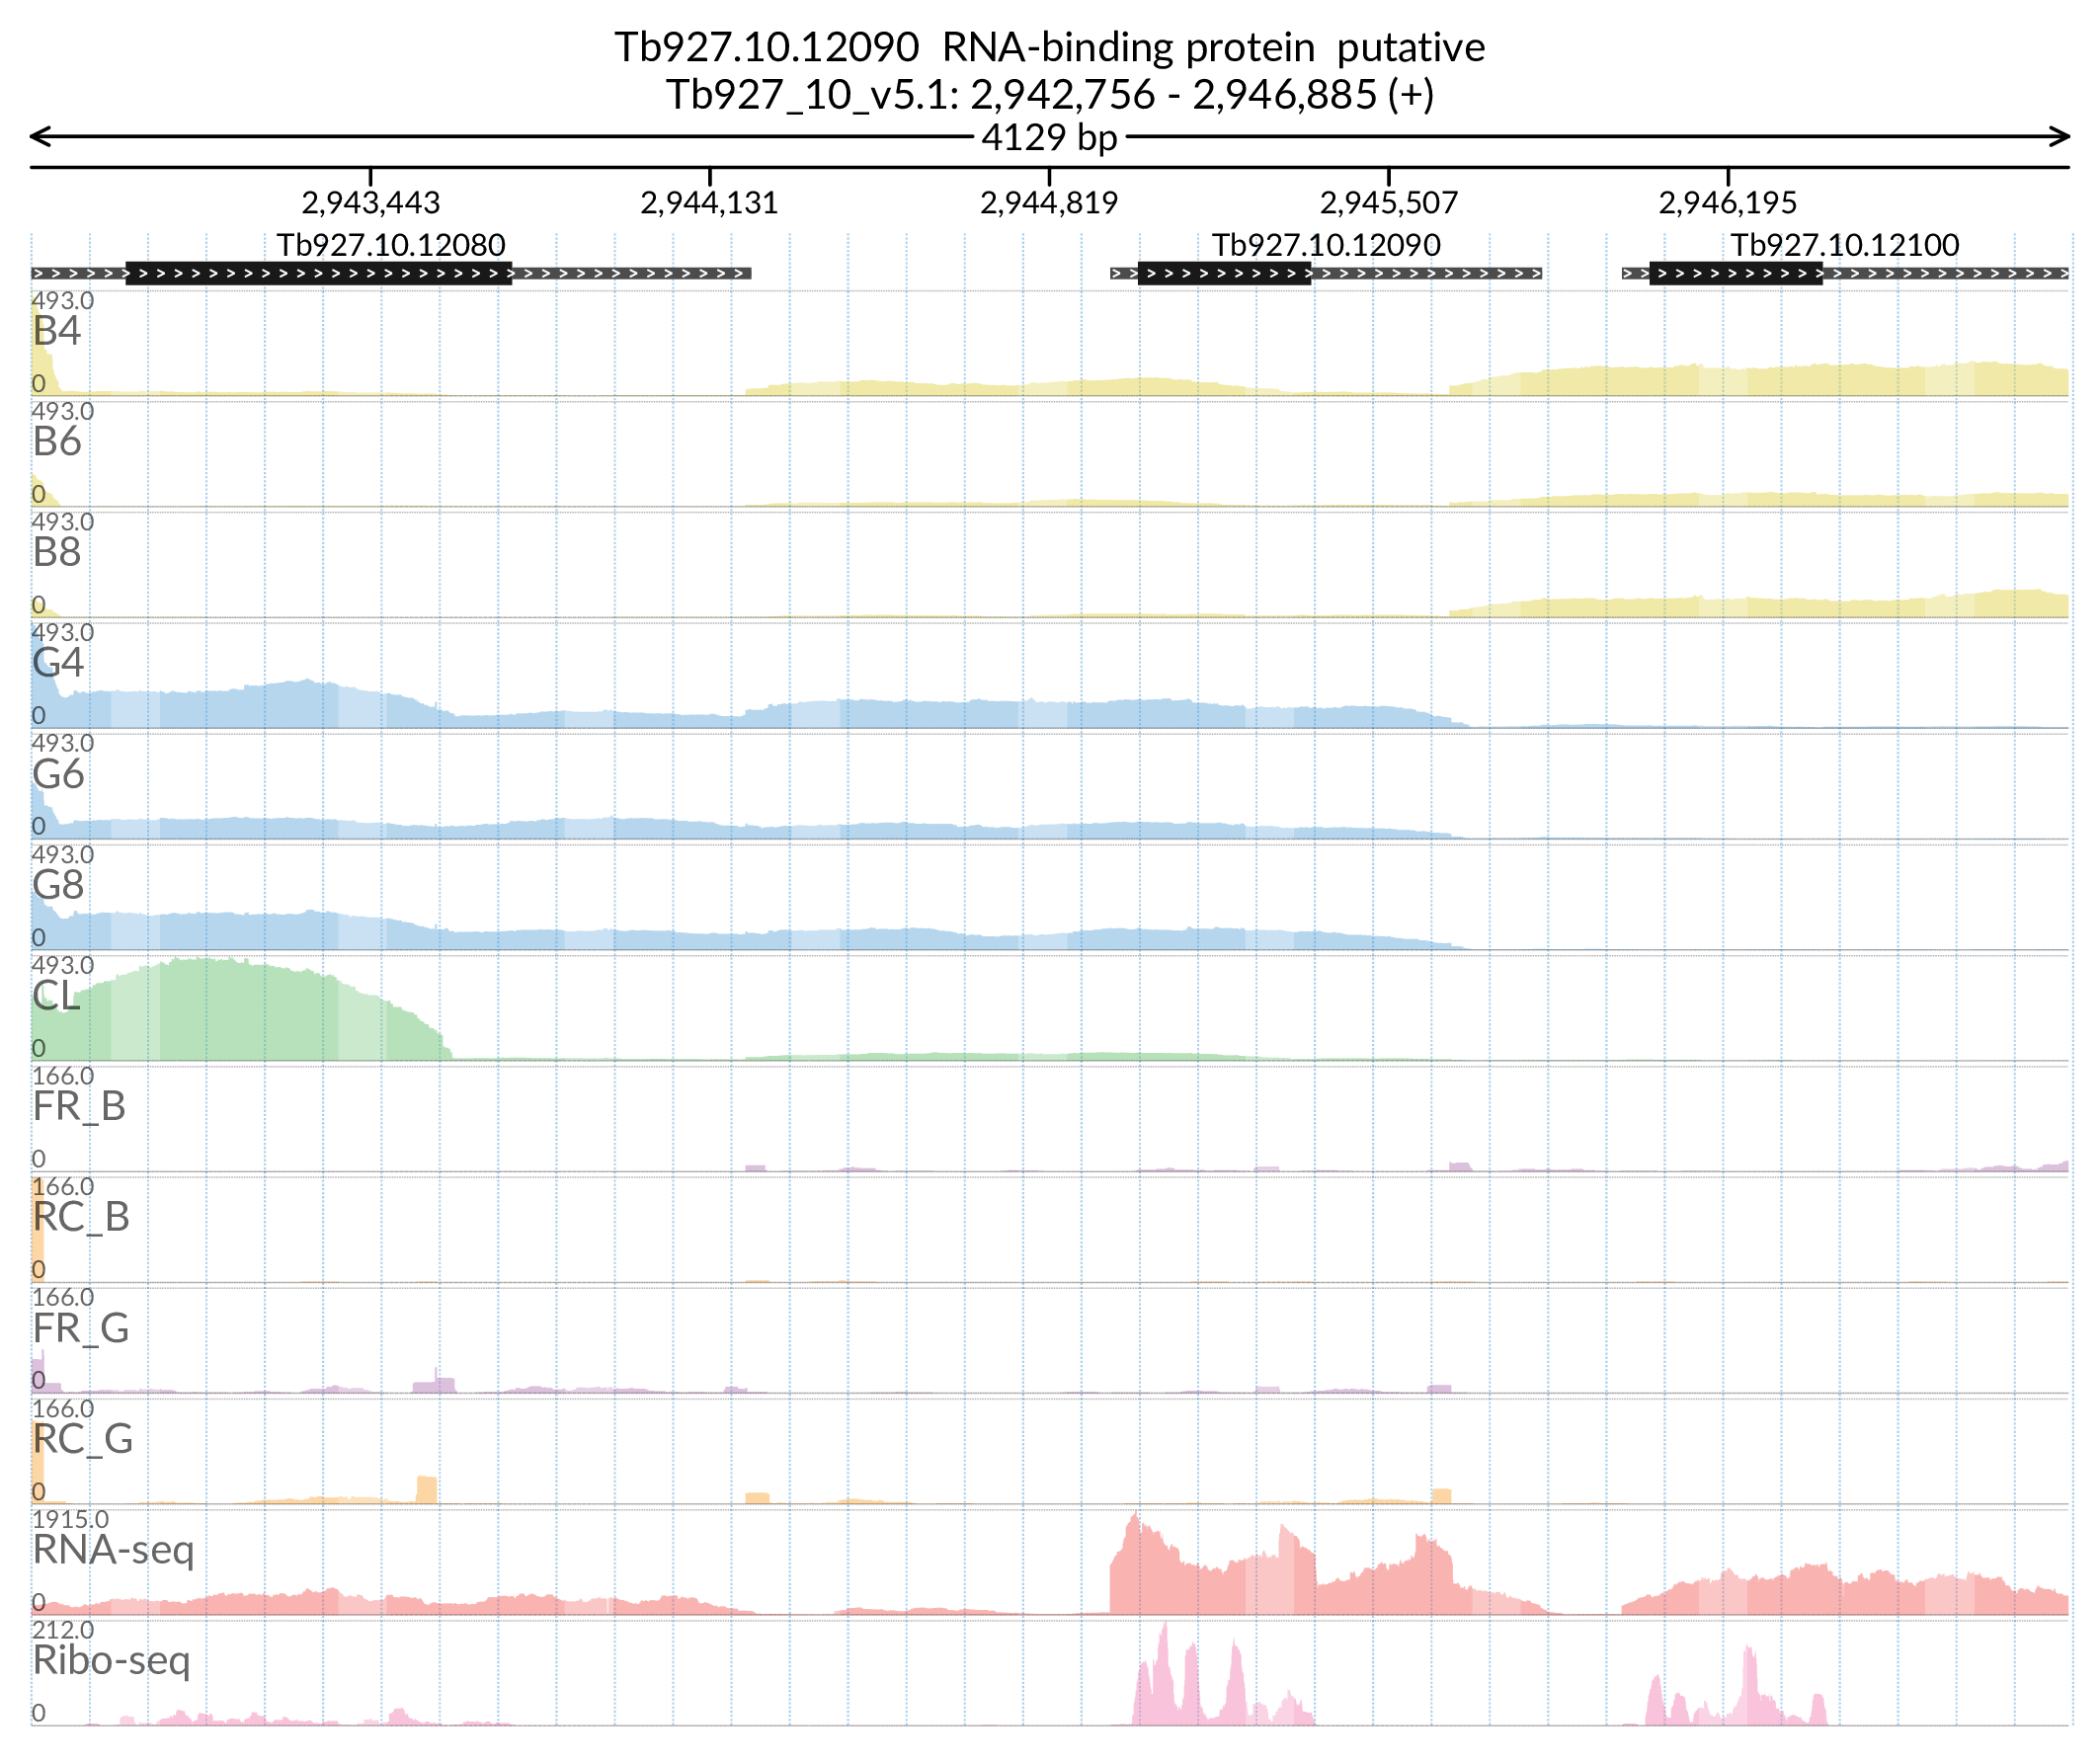 Tb927.10.12090 RNA-binding protein putative
Tb927_10_v5.1: 2,942,756 - 2,946,885 (+)
4129 bp
2,943,443 2,944,131 2,944,819 2,945,507 2,946,195
Tb927.10.12080 Tb927.10.12090 Tb927.10.12100
493.0
B4
0
493.0
B6
0
493.0
B8
0
493.0
G4
0
493.0
G6
0
493.0
G8
0
493.0
CL
0
166.0
FR_B
0
166.0
RC_B
0
166.0
FR_G
0
166.0
RC_G
0
1915.0
RNA-seq
0
212.0
Ribo-seq
0